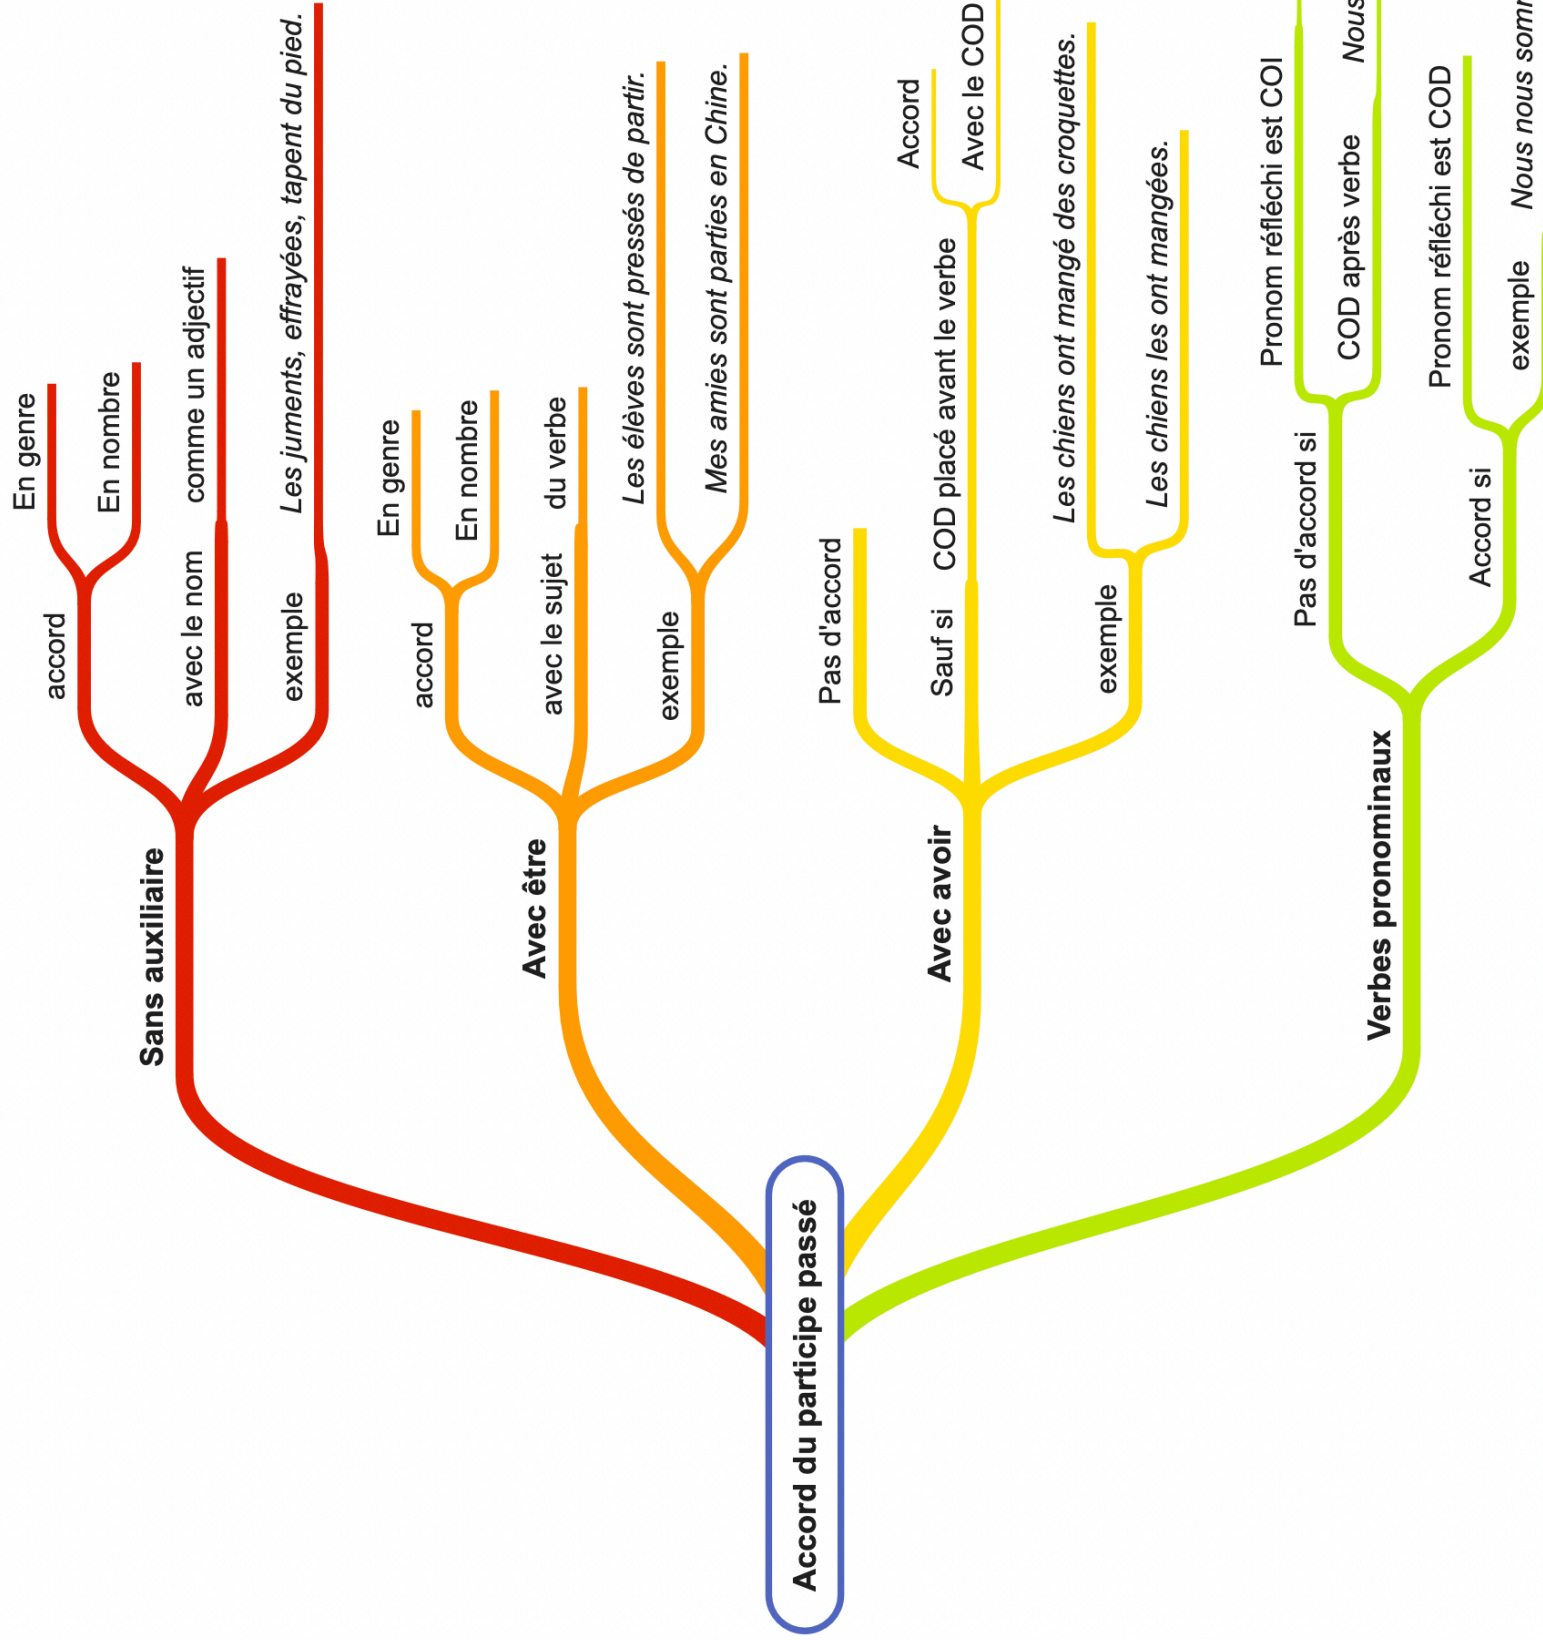 Accord du participe passé
Sans auxiliaire
accord
En genre
En nombre
avec le nom
comme un adjectif
exemple
Les juments, effrayées, tapent du pied.
Avec être
accord
En genre
En nombre
avec le sujet
du verbe
exemple
Les élèves sont pressés de partir.
Mes amies sont parties en Chine.
Avec avoir
Pas d'accord
Sauf si
COD placé avant le verbe
Accord
Avec le COD
exemple
Les chiens ont mangé des croquettes.
Les chiens les ont mangées.
Verbes pronominaux
Pas d'accord si
Pronom réfléchi est COI
COD après verbe
Nous
Accord si
Pronom réfléchi est COD
exemple
Nous nous